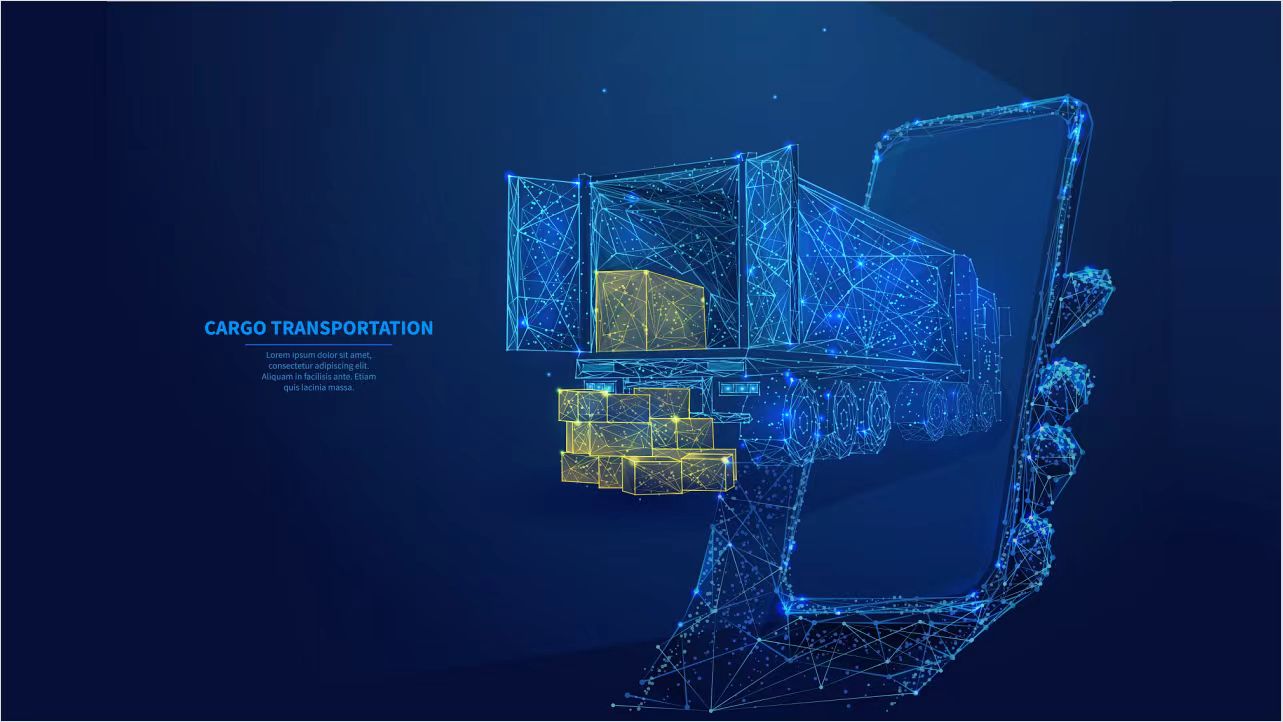 CARGO TRANSPORTATION
Lorem ipsum dolor sit amet,
consectetur adipiscing elit.
Aliquam in facilisis ante. Etiam
quis lacinia massa.